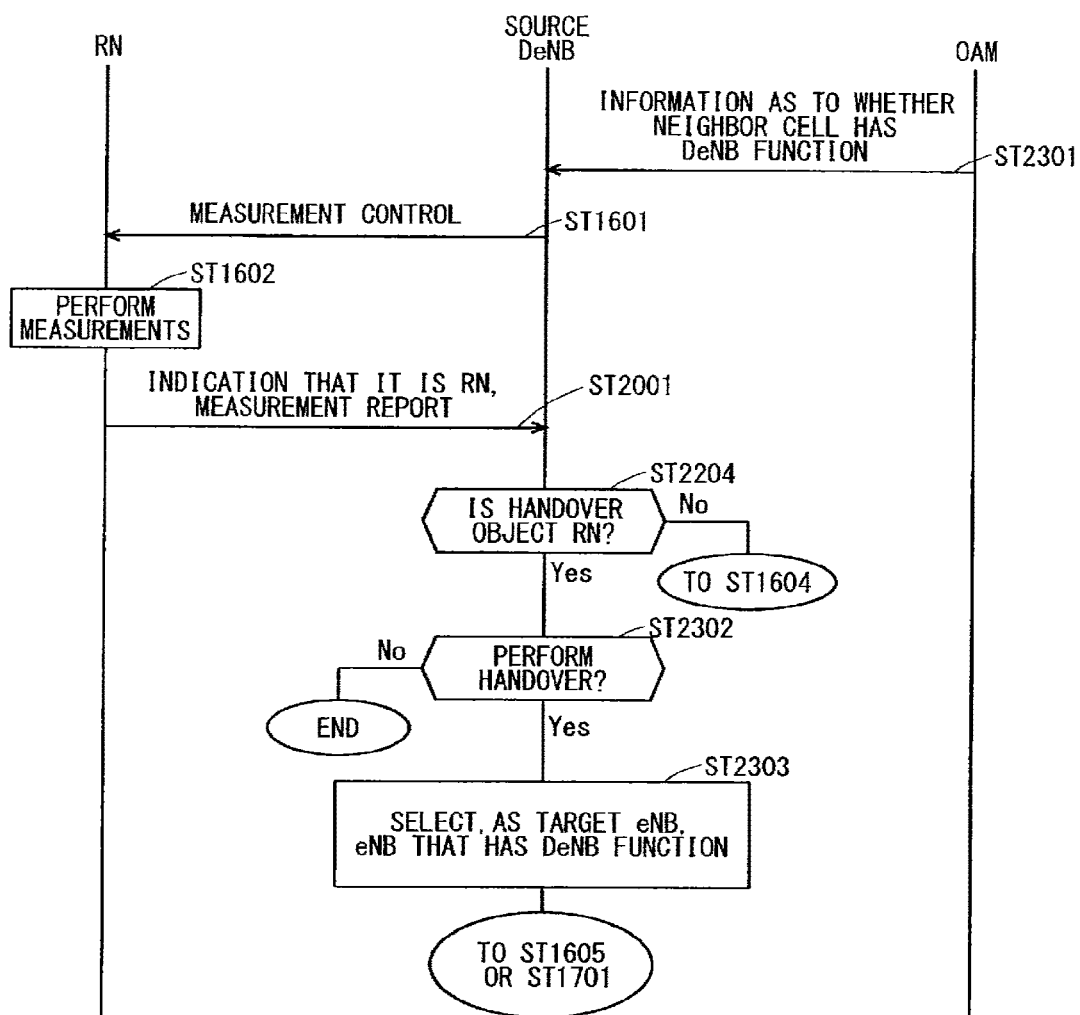 RN
SOURCE
DeNB
OAM
INFORMATION AS TO WHETHER
NEIGHBOR CELL HAS
DeNB FUNCTION
ST2301
MEASUREMENT CONTROL
ST1601
ST1602
PERFORM
MEASUREMENTS
INDICATION THAT IT IS RN,
MEASUREMENT REPORT
ST2001
ST2204
IS HANDOVER
OBJECT RN?
No
Yes
TO ST1604
ST2302
No
PERFORM
HANDOVER?
END
Yes
ST2303
SELECT, AS TARGET eNB,
eNB THAT HAS DeNB FUNCTION
TO ST1605
OR ST1701